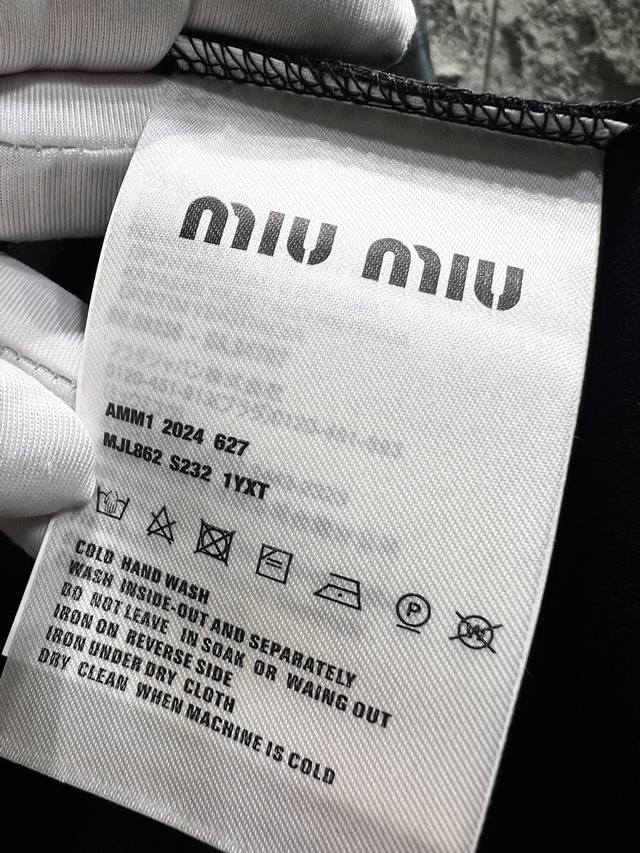 miu miu
AMM1 2024 627
MJL862 S232 1YXT
P
W
COLD HAND WASH
WASH INSIDE-OUT AND SEPARATELY
DO NOT LEAVE IN SOAK OR WAING OUT
IRON ON REVERSE SIDE
IRON UNDER DRY CLOTH
DRY CLEAN WHEN MACHINE IS COLD